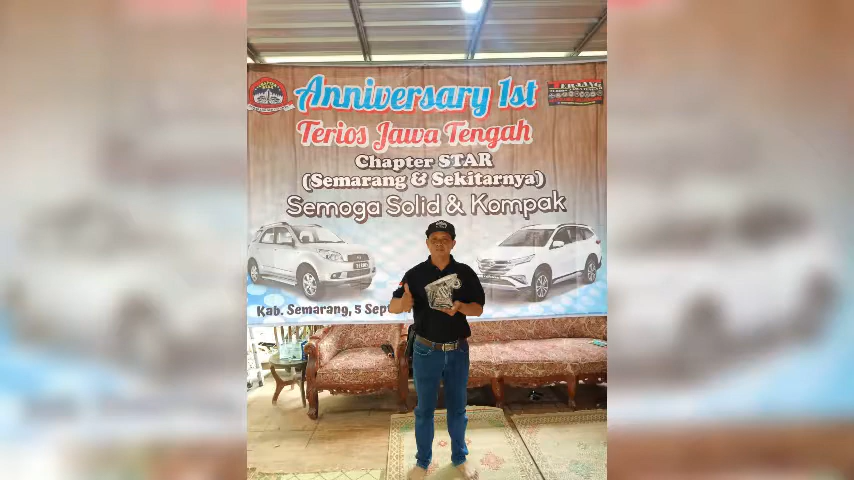 Anniversary 1st
Terios Jawa Tengah
Chapter STAR
(Semarang & Sekitarnya)
Semoga Solid & Kompak
Kab. Semarang, 5 Sept